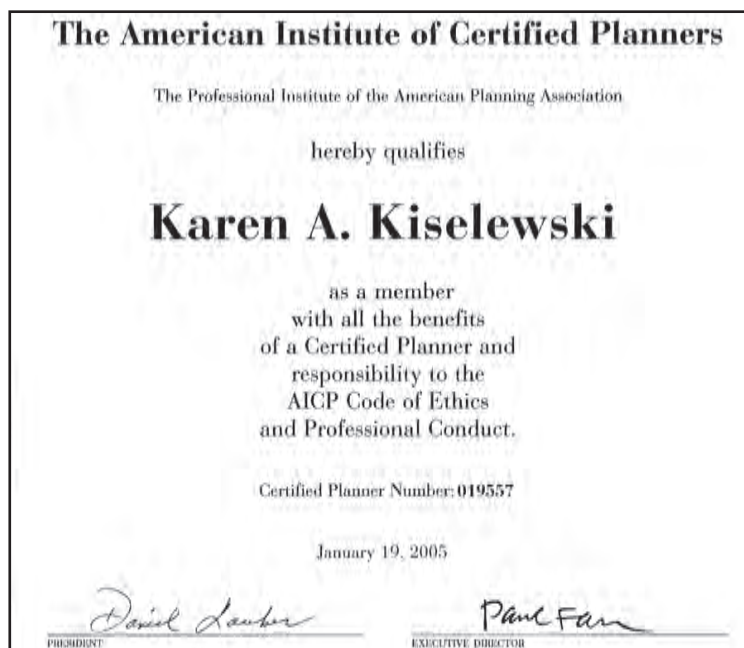 The American Institute of Certified Planners
The Professional Institute of the American Planning Association
hereby qualifies
Karen A. Kiselewski
as a member
with all the benefits
of a Certified Planner and
responsibility to the
AICP Code of Ethics
and Professional Conduct.
Certified Planner Number: 019557
January 19, 2005
Daniel Lauber
Paul Farm
PRESIDENT
EXECUTIVE DIRECTOR